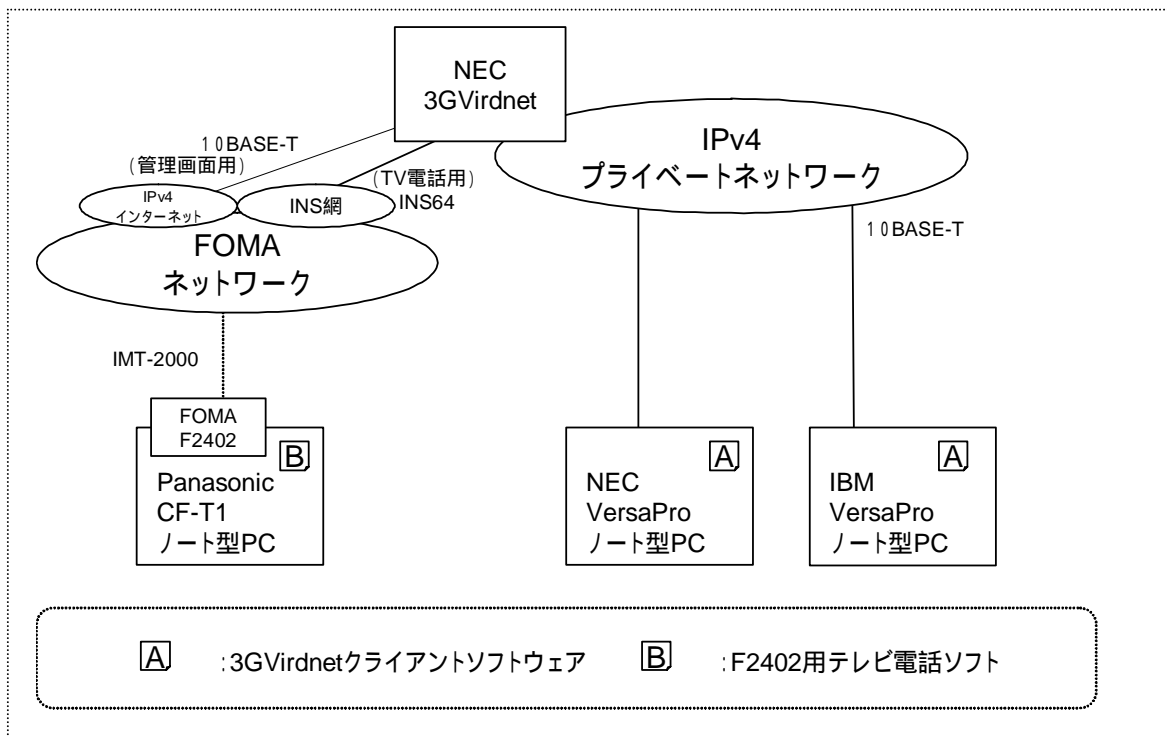 NEC
3GVirdnet
10BASE-T
(管理画面用)
IPv4
プライベートネットワーク
(TV電話用)
INS64
IPv4
インターネット
INS網
FOMA
ネットワーク
10BASE-T
IMT-2000
FOMA
F2402
B
Panasonic
CF-T1
ノート型PC
A
NEC
VersaPro
ノート型PC
A
IBM
VersaPro
ノート型PC
A :3GVirdnetクライアントソフトウェア B :F2402用テレビ電話ソフト